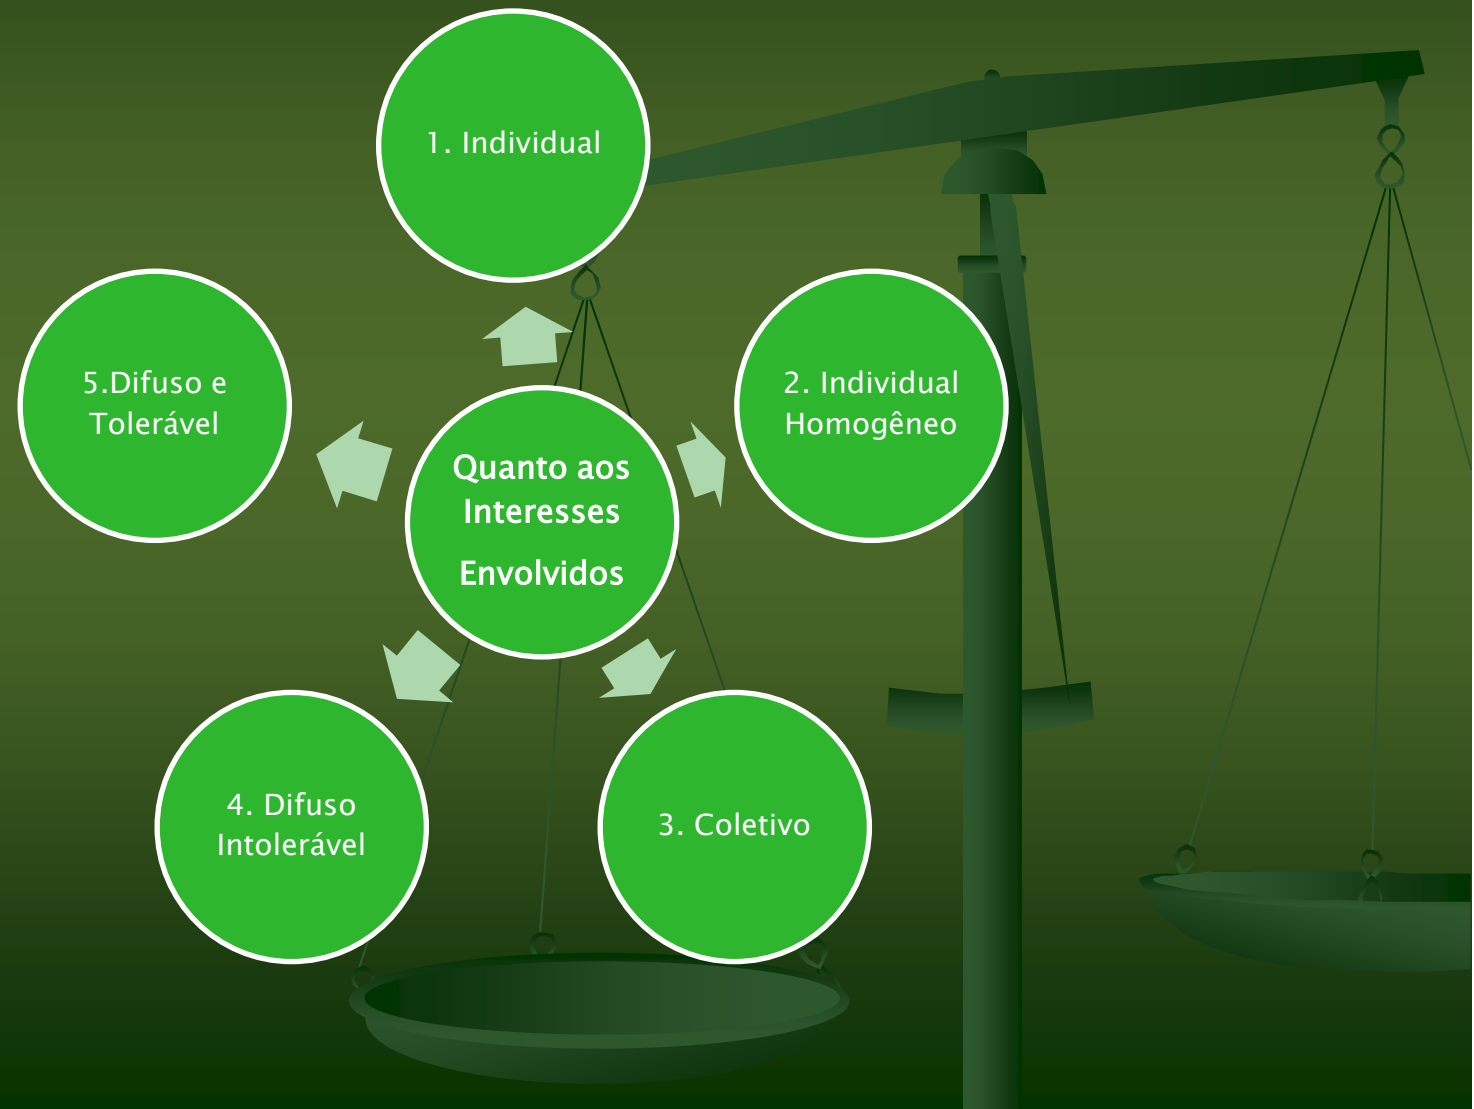 Quanto aos
Interesses
Envolvidos
1. Individual
2. Individual
Homogêneo
3. Coletivo
4. Difuso
Intolerável
5.Difuso e
Tolerável